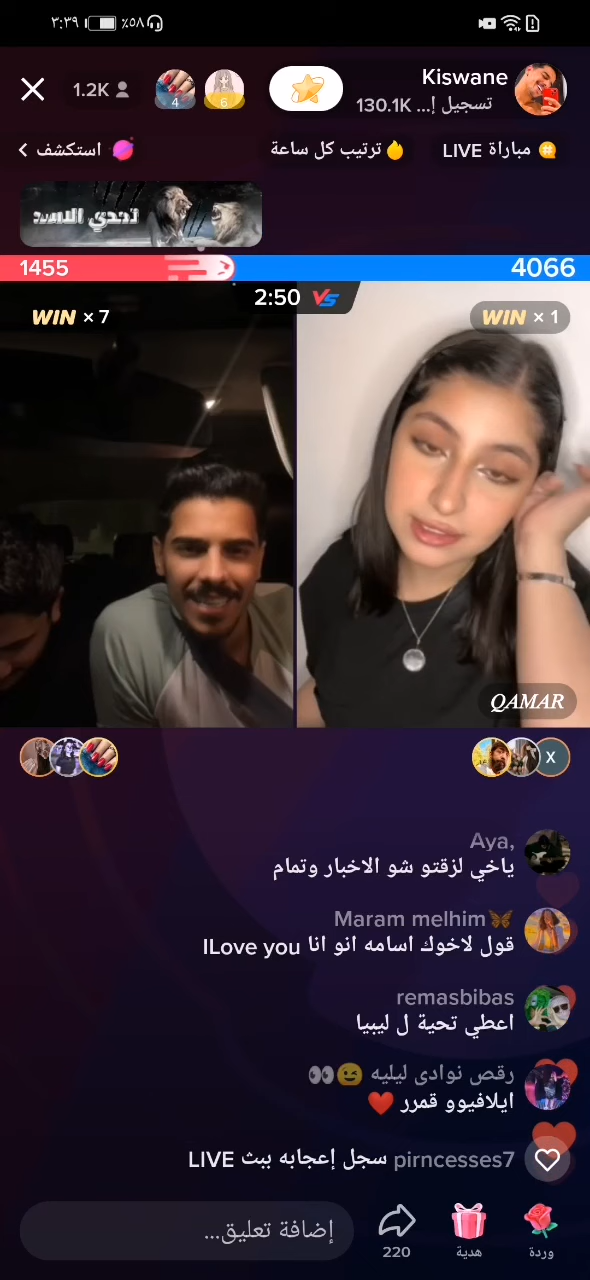 ٣:٣٩ ٪٥٨
Kiswane
تسجيل إ... 130.1K
1.2K
4
6
مباراة LIVE
ترتيب كل ساعة
استكشف
تحدي الاسد
1455
4066
2:50 VS
WIN × 7
WIN × 1
QAMAR
X
Aya,
ياخي لزقتو شو الاخبار وتمام
Maram melhim🦋
قول لاخوك اسامه انو انا ILove you
remasbibas
اعطي تحية ل ليبيا
رقص نوادى ليليه 😉👀
ايلافيوو قمرر ❤️
pirncesses7 سجل إعجابه ببث LIVE
إضافة تعليق...
220
هدية
وردة